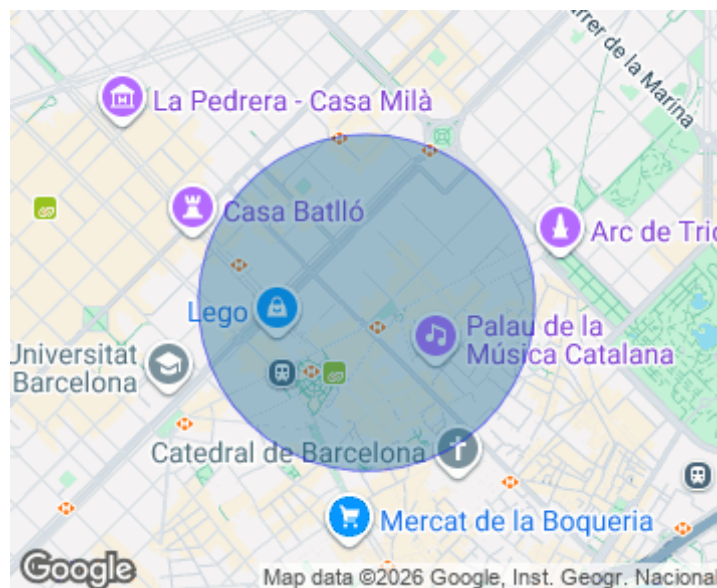 rer de la Marina
La Pedrera - Casa Milà
Casa Batlló
Arc de Trio
Lego
Palau de la
Música Catalana
Universitat
Barcelona
Catedral de Barcelona
Mercat de la Boqueria
Google
Map data ©2026 Google, Inst. Geogr. Nacional